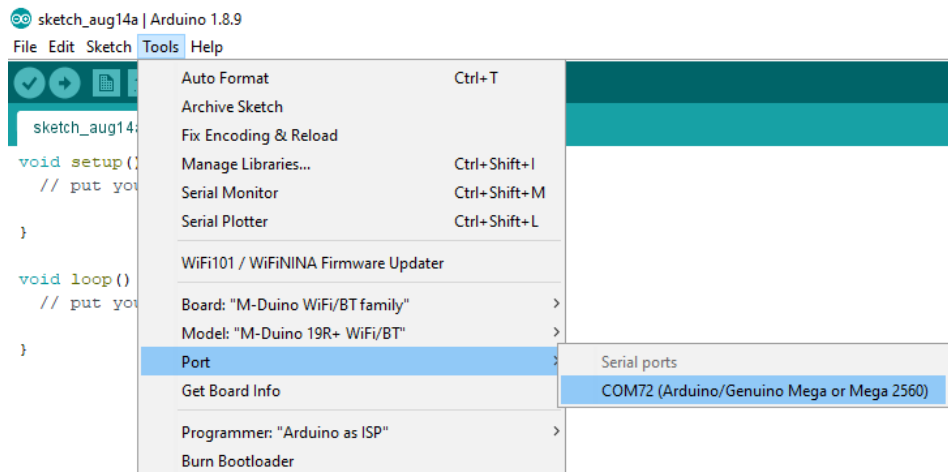 sketch_aug14a | Arduino 1.8.9
File Edit Sketch Tools Help
sketch_aug14a
void setup()
// put you
}
void loop()
// put you
}
Auto Format Ctrl+T
Archive Sketch
Fix Encoding & Reload
Manage Libraries... Ctrl+Shift+I
Serial Monitor Ctrl+Shift+M
Serial Plotter Ctrl+Shift+L
WiFi101 / WiFiNINA Firmware Updater
Board: "M-Duino WiFi/BT family"
Model: "M-Duino 19R+ WiFi/BT"
Port
Get Board Info
Programmer: "Arduino as ISP"
Burn Bootloader
Serial ports
COM72 (Arduino/Genuino Mega or Mega 2560)